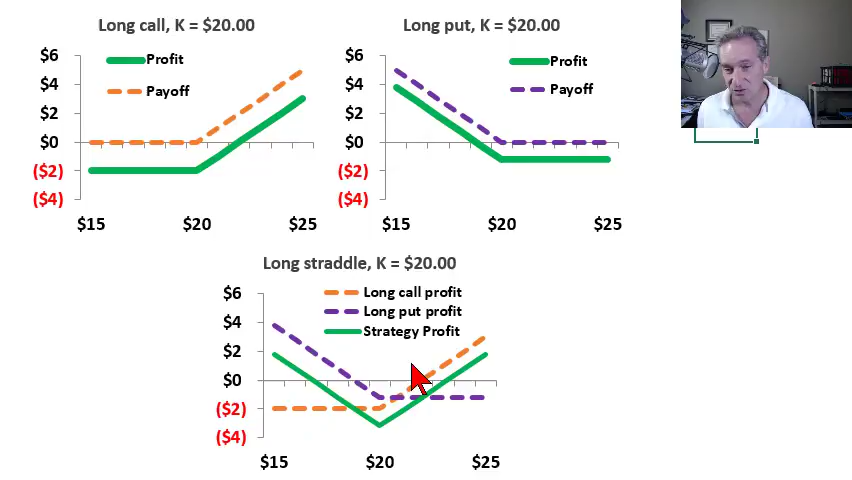 Long call, K = $20.00
$6
$4
$2
$0
($2)
($4)
Profit
Payoff
$15 $20 $25
Long put, K = $20.00
$6
$4
$2
$0
($2)
($4)
Profit
Payoff
$15 $20 $25
Long straddle, K = $20.00
$6
$4
$2
$0
($2)
($4)
Long call profit
Long put profit
Strategy Profit
$15 $20 $25